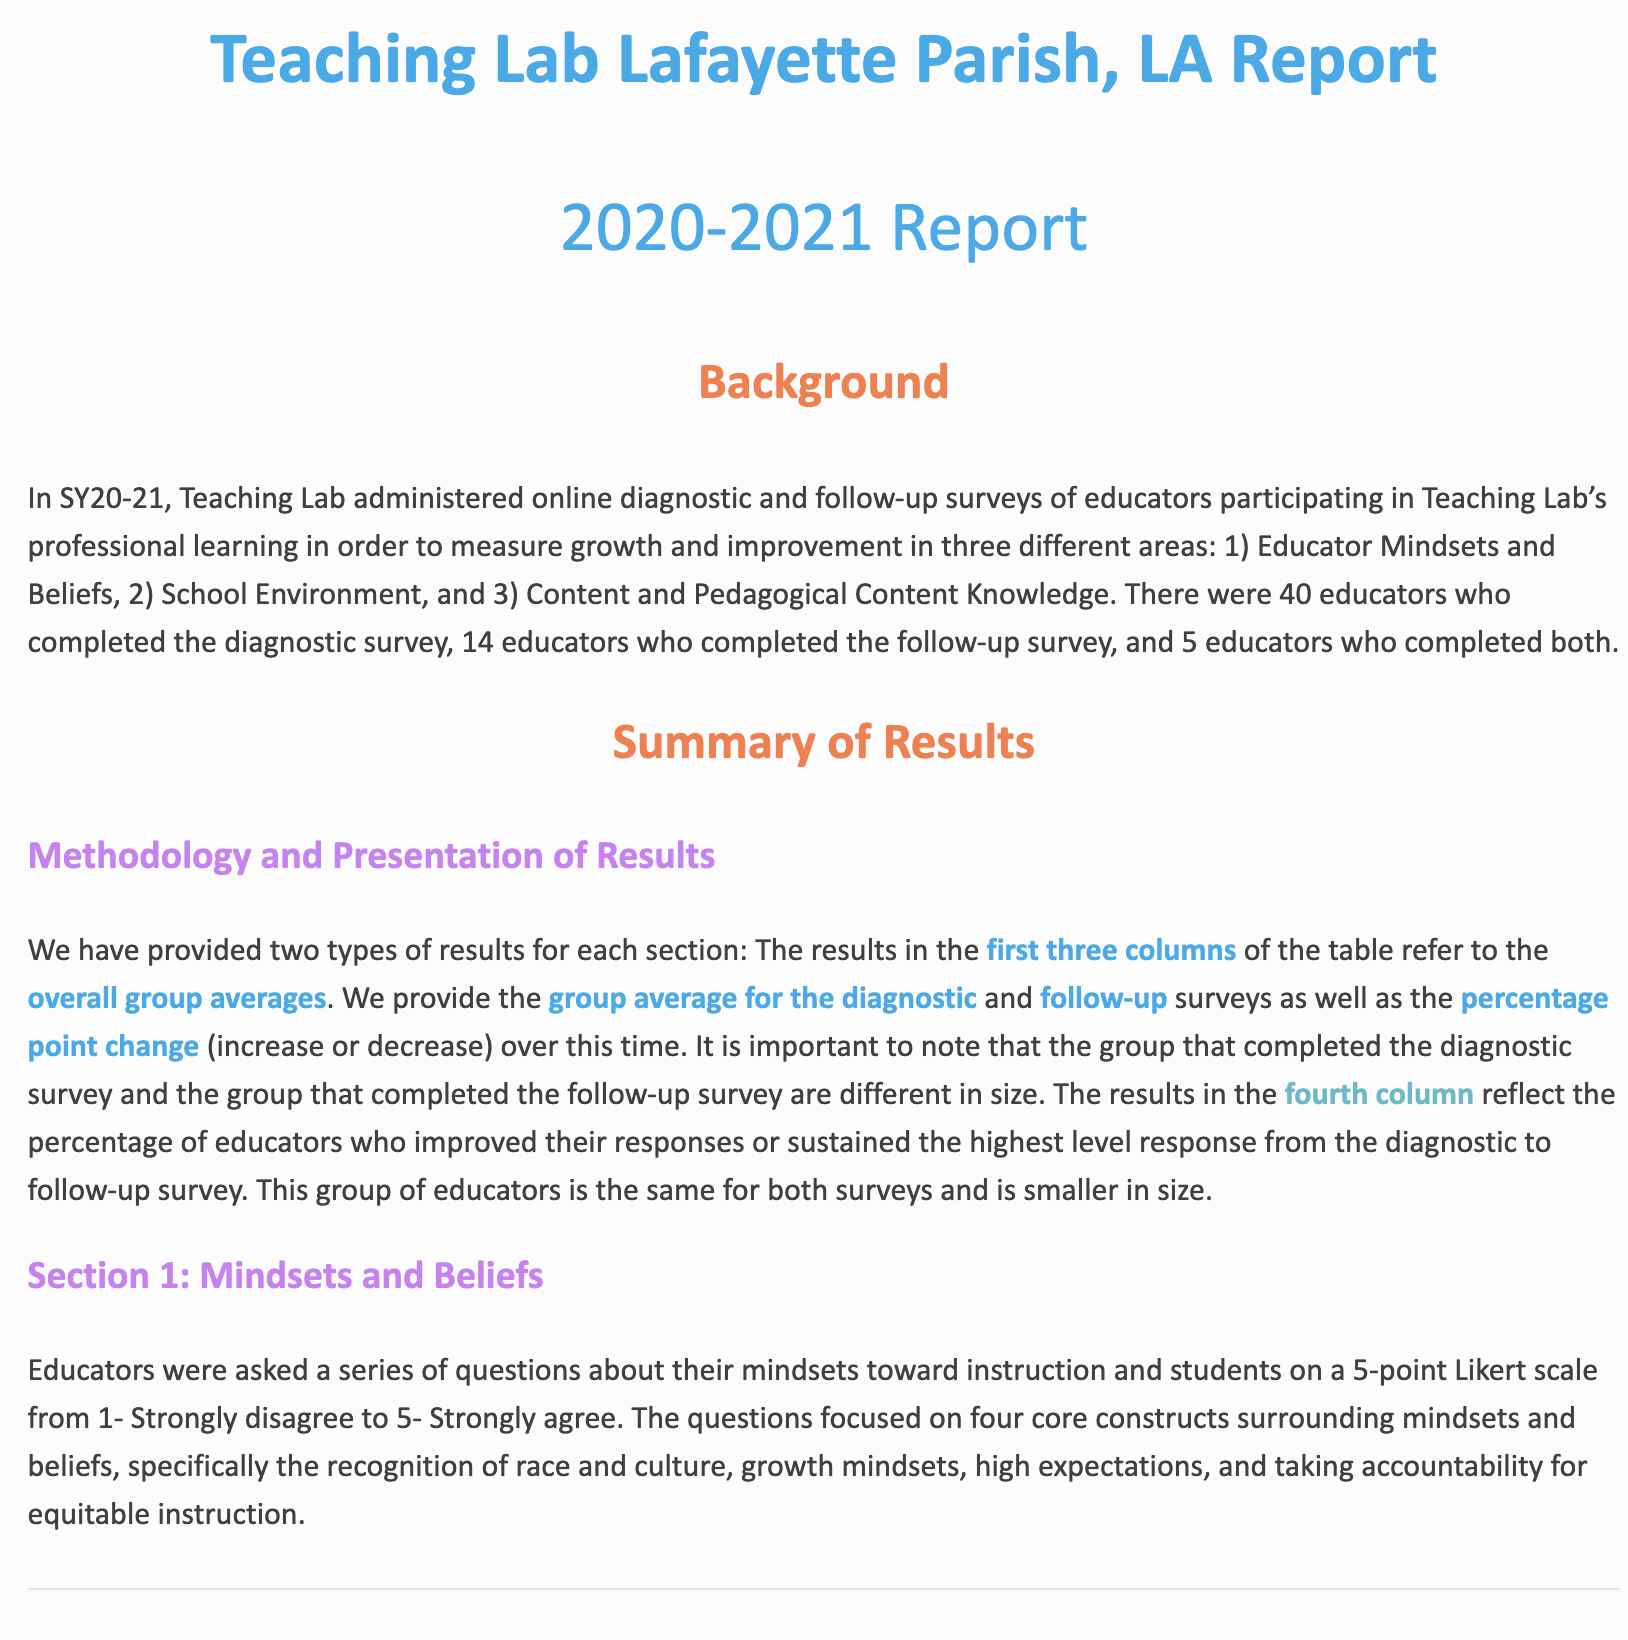 Teaching Lab Lafayette Parish, LA Report
2020-2021 Report
Background
In SY20-21, Teaching Lab administered online diagnostic and follow-up surveys of educators participating in Teaching Lab’s
professional learning in order to measure growth and improvement in three different areas: 1) Educator Mindsets and
Beliefs, 2) School Environment, and 3) Content and Pedagogical Content Knowledge. There were 40 educators who
completed the diagnostic survey, 14 educators who completed the follow-up survey, and 5 educators who completed both.
Summary of Results
Methodology and Presentation of Results
We have provided two types of results for each section: The results in the first three columns of the table refer to the
overall group averages. We provide the group average for the diagnostic and follow-up surveys as well as the percentage
point change (increase or decrease) over this time. It is important to note that the group that completed the diagnostic
survey and the group that completed the follow-up survey are different in size. The results in the fourth column reflect the
percentage of educators who improved their responses or sustained the highest level response from the diagnostic to
follow-up survey. This group of educators is the same for both surveys and is smaller in size.
Section 1: Mindsets and Beliefs
Educators were asked a series of questions about their mindsets toward instruction and students on a 5-point Likert scale
from 1- Strongly disagree to 5- Strongly agree. The questions focused on four core constructs surrounding mindsets and
beliefs, specifically the recognition of race and culture, growth mindsets, high expectations, and taking accountability for
equitable instruction.